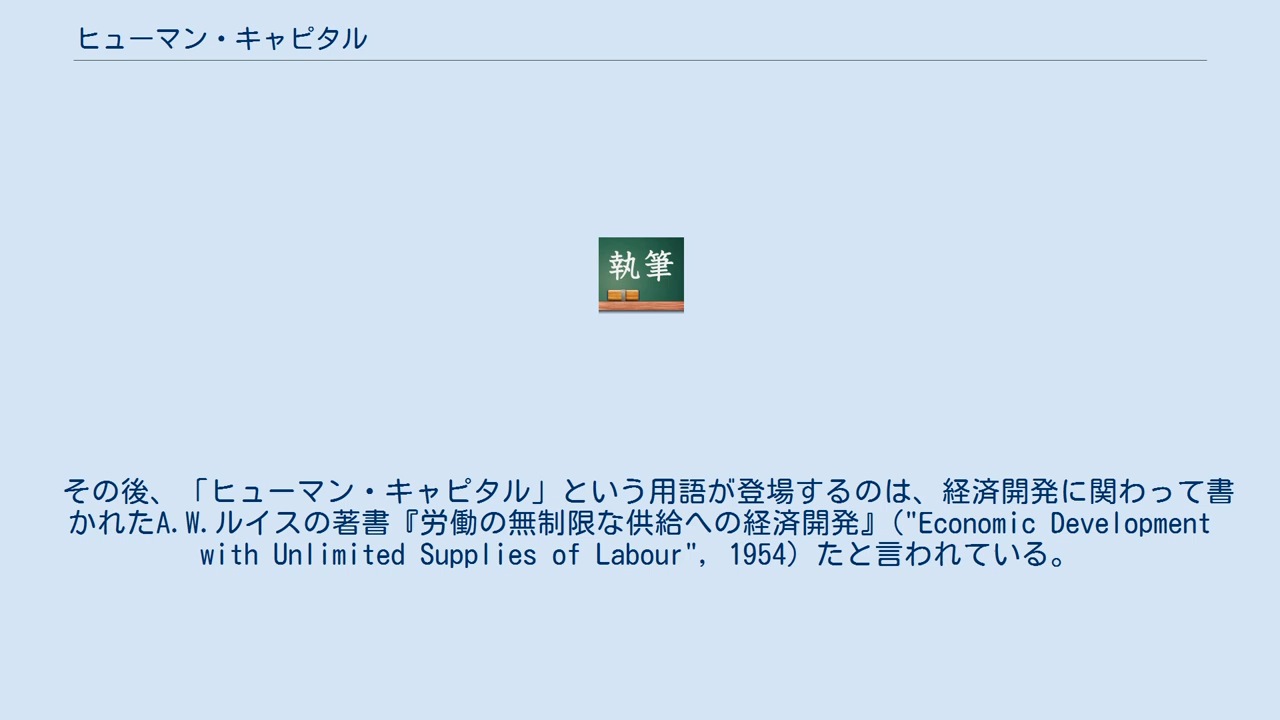 ヒューマン・キャピタル
執筆
その後、「ヒューマン・キャピタル」という用語が登場するのは、経済開発に関わって書
かれたA.W.ルイスの著書『労働の無制限な供給への経済開発』("Economic Development
with Unlimited Supplies of Labour", 1954) たと言われている。